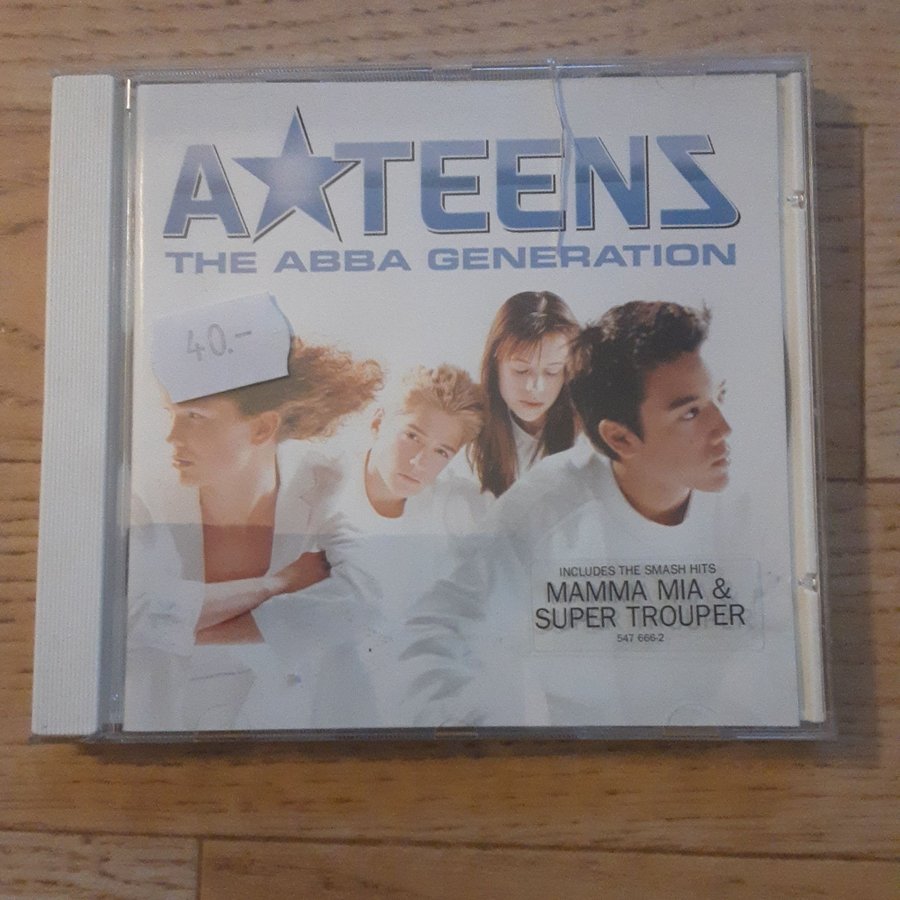 A★TEENS
THE ABBA GENERATION
40.-
INCLUDES THE SMASH HITS
MAMMA MIA &
SUPER TROUPER
547 666-2